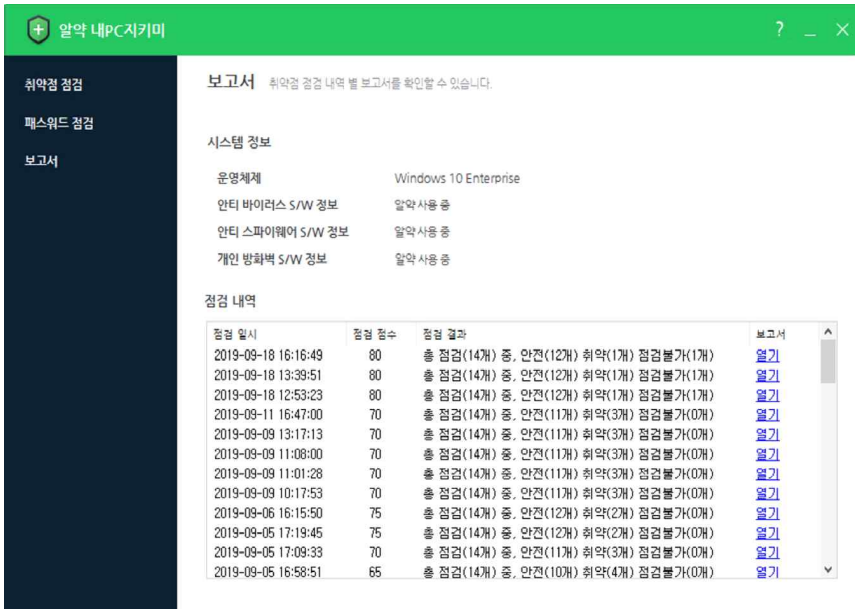 알약 내PC지키미
? _ ×
취약점 점검
패스워드 점검
보고서
보고서 취약점 점검 내역 별 보고서를 확인할 수 있습니다.
시스템 정보
운영체제 Windows 10 Enterprise
안티 바이러스 S/W 정보 알약 사용 중
안티 스파이웨어 S/W 정보 알약 사용 중
개인 방화벽 S/W 정보 알약 사용 중
점검 내역
점검 일시 점검 점수 점검 결과 보고서
2019-09-18 16:16:49 80 총 점검(14개) 중, 안전(12개) 취약(1개) 점검불가(1개) 열기
2019-09-18 13:39:51 80 총 점검(14개) 중, 안전(12개) 취약(1개) 점검불가(1개) 열기
2019-09-18 12:53:23 80 총 점검(14개) 중, 안전(12개) 취약(1개) 점검불가(1개) 열기
2019-09-11 16:47:00 70 총 점검(14개) 중, 안전(11개) 취약(3개) 점검불가(0개) 열기
2019-09-09 13:17:13 70 총 점검(14개) 중, 안전(11개) 취약(3개) 점검불가(0개) 열기
2019-09-09 11:08:00 70 총 점검(14개) 중, 안전(11개) 취약(3개) 점검불가(0개) 열기
2019-09-09 11:01:28 70 총 점검(14개) 중, 안전(11개) 취약(3개) 점검불가(0개) 열기
2019-09-09 10:17:53 70 총 점검(14개) 중, 안전(11개) 취약(3개) 점검불가(0개) 열기
2019-09-06 16:15:50 75 총 점검(14개) 중, 안전(12개) 취약(2개) 점검불가(0개) 열기
2019-09-05 17:19:45 75 총 점검(14개) 중, 안전(12개) 취약(2개) 점검불가(0개) 열기
2019-09-05 17:09:33 70 총 점검(14개) 중, 안전(11개) 취약(3개) 점검불가(0개) 열기
2019-09-05 16:58:51 65 총 점검(14개) 중, 안전(10개) 취약(4개) 점검불가(0개) 열기